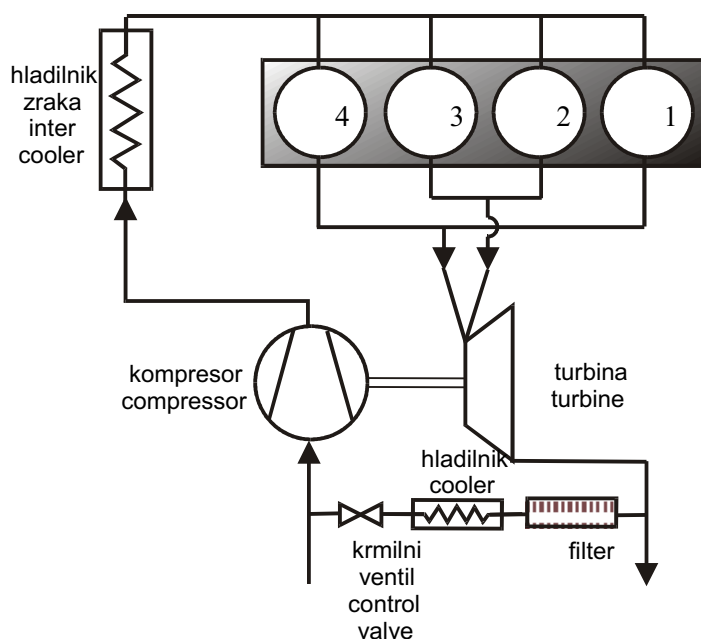 hladilnik
zraka
inter
cooler
4 3 2 1
kompresor
compressor
turbina
turbine
hladilnik
cooler
krmilni
ventil
control
valve
filter